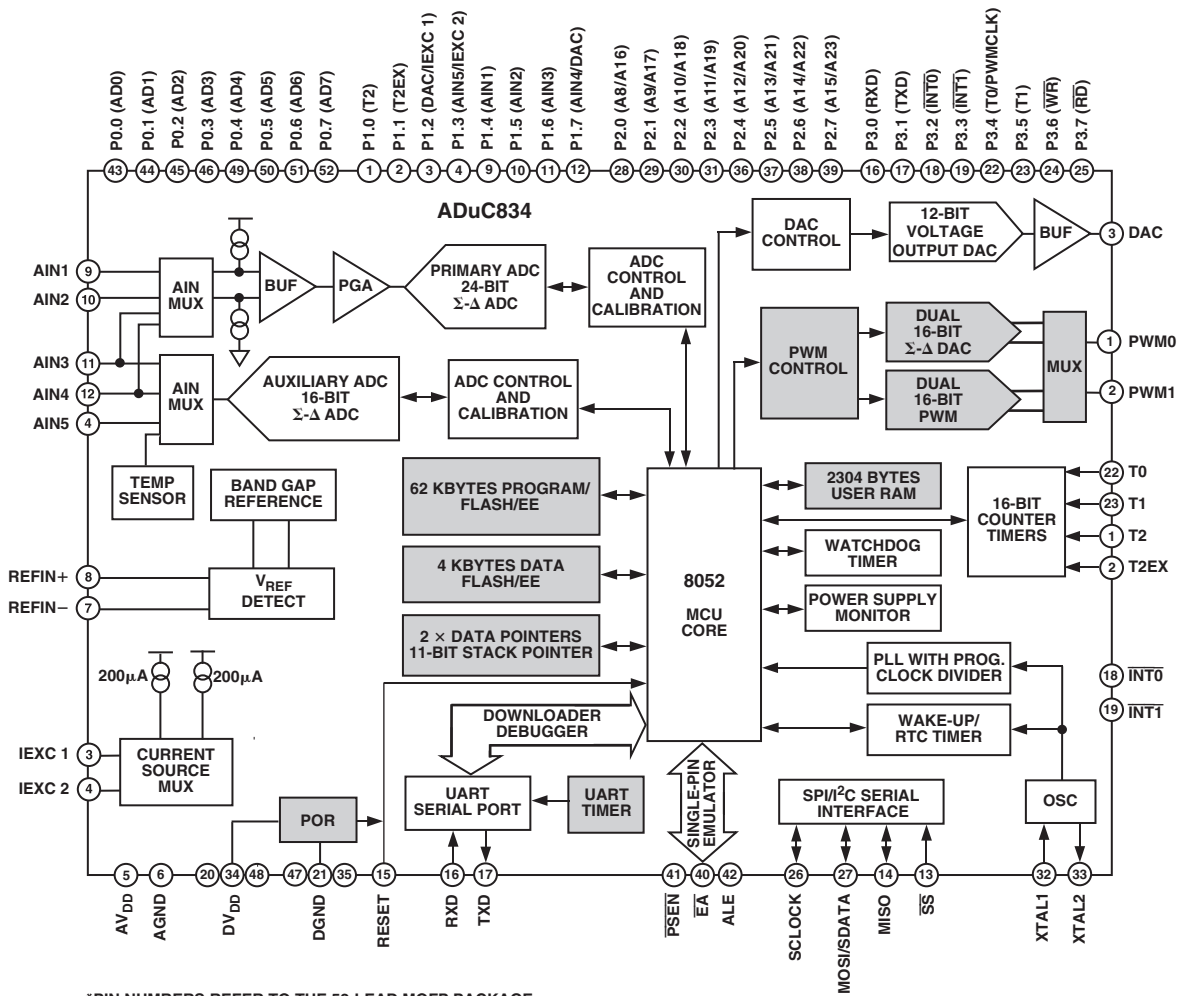 P0.0 (AD0)
P0.1 (AD1)
P0.2 (AD2)
P0.3 (AD3)
P0.4 (AD4)
P0.5 (AD5)
P0.6 (AD6)
P0.7 (AD7)
P1.0 (T2)
P1.1 (T2EX)
P1.2 (DAC/IEXC 1)
P1.3 (AIN5/IEXC 2)
P1.4 (AIN1)
P1.5 (AIN2)
P1.6 (AIN3)
P1.7 (AIN4/DAC)
P2.0 (A8/A16)
P2.1 (A9/A17)
P2.2 (A10/A18)
P2.3 (A11/A19)
P2.4 (A12/A20)
P2.5 (A13/A21)
P2.6 (A14/A22)
P2.7 (A15/A23)
P3.0 (RXD)
P3.1 (TXD)
P3.2 (INT0)
P3.3 (INT1)
P3.4 (T0/PWMCLK)
P3.5 (T1)
P3.6 (WR)
P3.7 (RD)
43 44 45 46 49 50 51 52 1 2 3 4 9 10 11 12 28 29 30 31 36 37 38 39 16 17 18 19 22 23 24 25
ADuC834
AIN1 9
AIN2 10
AIN3 11
AIN4 12
AIN5 4
AIN
MUX
BUF
PGA
PRIMARY ADC
24-BIT
Σ-Δ ADC
ADC
CONTROL
AND
CALIBRATION
DAC
CONTROL
12-BIT
VOLTAGE
OUTPUT DAC
BUF
3 DAC
AIN
MUX
AUXILIARY ADC
16-BIT
Σ-Δ ADC
ADC CONTROL
AND
CALIBRATION
PWM
CONTROL
DUAL
16-BIT
Σ-Δ DAC
DUAL
16-BIT
PWM
MUX
1 PWM0
2 PWM1
TEMP
SENSOR
BAND GAP
REFERENCE
REFIN+ 8
REFIN− 7
VREF
DETECT
62 KBYTES PROGRAM/
FLASH/EE
4 KBYTES DATA
FLASH/EE
2 × DATA POINTERS
11-BIT STACK POINTER
8052
MCU
CORE
2304 BYTES
USER RAM
WATCHDOG
TIMER
POWER SUPPLY
MONITOR
16-BIT
COUNTER
TIMERS
22 T0
23 T1
1 T2
2 T2EX
PLL WITH PROG.
CLOCK DIVIDER
WAKE-UP/
RTC TIMER
18 INT0
19 INT1
200μA
200μA
IEXC 1 3
IEXC 2 4
CURRENT
SOURCE
MUX
DOWNLOADER
DEBUGGER
POR
UART
SERIAL PORT
UART
TIMER
SINGLE-PIN
EMULATOR
SPI/I2C SERIAL
INTERFACE
OSC
5 6 20 34 48 47 21 35 15 16 17 41 40 42 26 27 14 13 32 33
AVDD
AGND
DVDD
DGND
RESET
RXD
TXD
PSEN
EA
ALE
SCLOCK
MOSI/SDATA
MISO
SS
XTAL1
XTAL2
*PIN NUMBERS REFER TO THE 52-LEAD MQFP PACKAGE